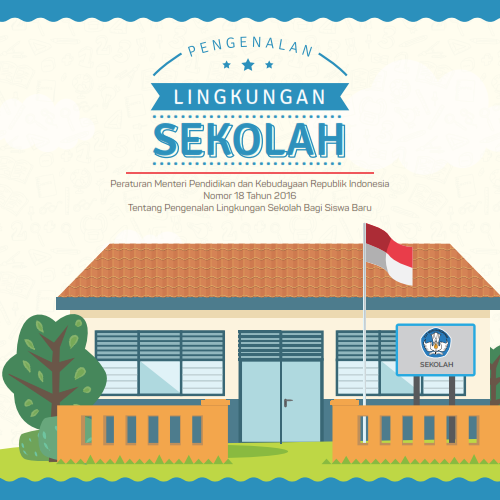 PENGENALAN
LINGKUNGAN
SEKOLAH
Peraturan Menteri Pendidikan dan Kebudayaan Republik Indonesia
Nomor 18 Tahun 2016
Tentang Pengenalan Lingkungan Sekolah Bagi Siswa Baru
SEKOLAH